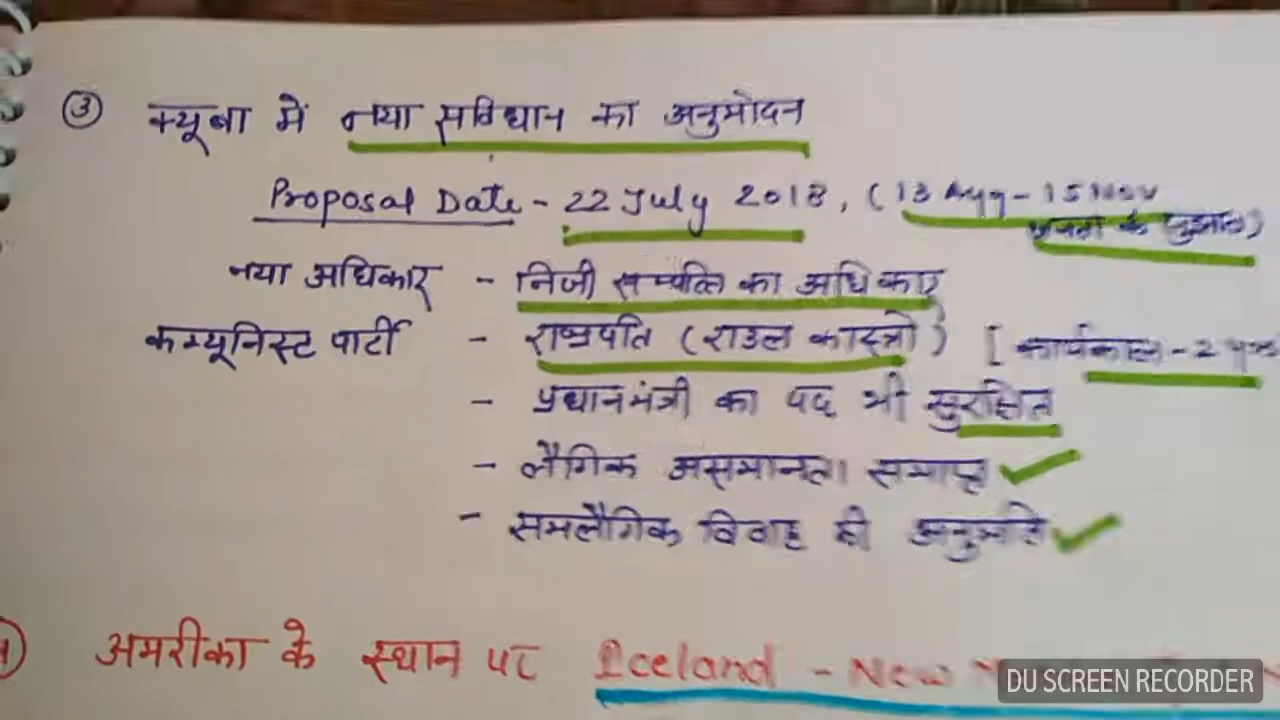 ③ क्यूबा में नया सविधान का अनुमोदन
Proposal Date - 22 July 2018, (13 Aug - 15 Nov
जनता के सुझाव)
नया अधिकार - निजी सम्पत्ति का अधिकार
कम्यूनिस्ट पार्टी - राष्ट्रपति (राउल कास्त्रो) [कार्यकाल - 2
- प्रधानमंत्री का पद भी सुरक्षित
- लैगिक असमानता समाप्त ✓
- समलैगिक विवाह की अनुमति ✓
अमरीका के स्थान पर Iceland - New
DU SCREEN RECORDER